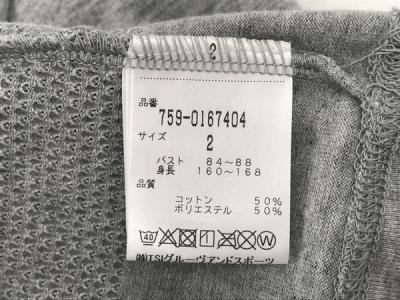 2
品番
759-0167404
サイズ
2
バスト 84～88
身長 160～168
品質
コットン 50%
ポリエステル 50%
40 W
㈱TSIグルーヴアンドスポーツ